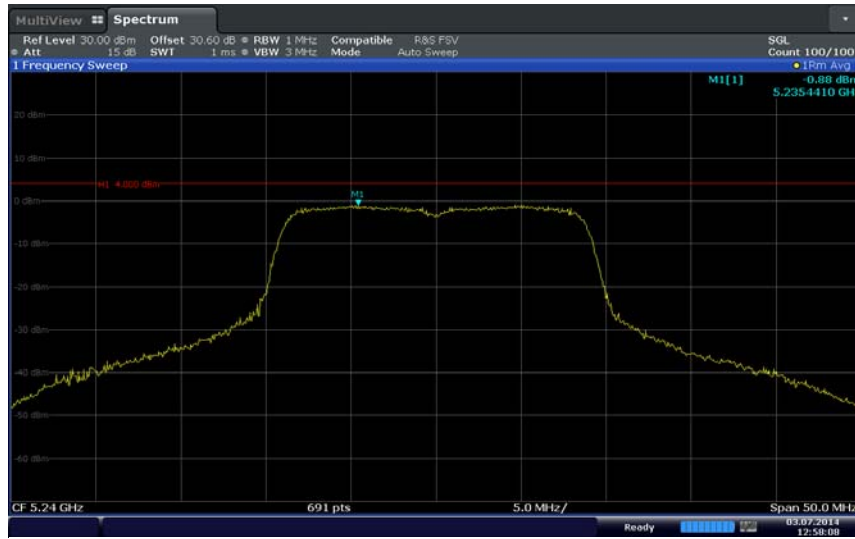 MultiView Spectrum
Ref Level 30.00 dBm Offset 30.60 dB RBW 1 MHz Compatible R&S FSV SGL
Att 15 dB SWT 1 ms VBW 3 MHz Mode Auto Sweep Count 100/100
1 Frequency Sweep 1Rm Avg
M1[1] -0.88 dBm
5.2354410 GH
20 dBm
10 dBm
H1 4.000 dBm
M1
0 dBm
-10 dBm
-20 dBm
-30 dBm
-40 dBm
-50 dBm
-60 dBm
CF 5.24 GHz 691 pts 5.0 MHz/ Span 50.0 MHz
Ready 03.07.2014
12:58:08